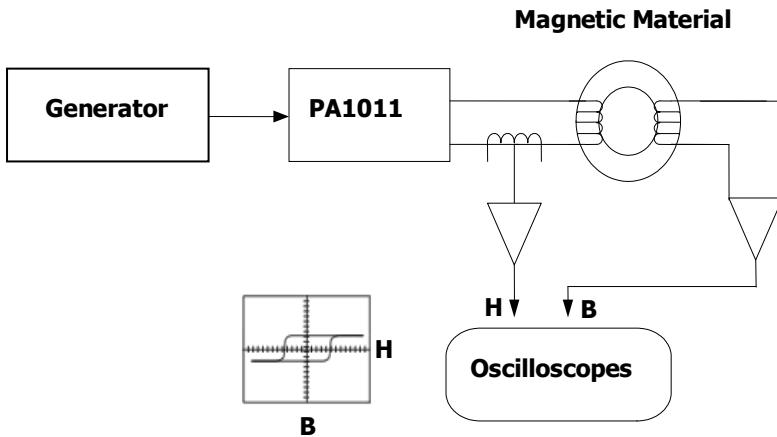 Magnetic Material
Generator
PA1011
H
B
H
Oscilloscopes
B